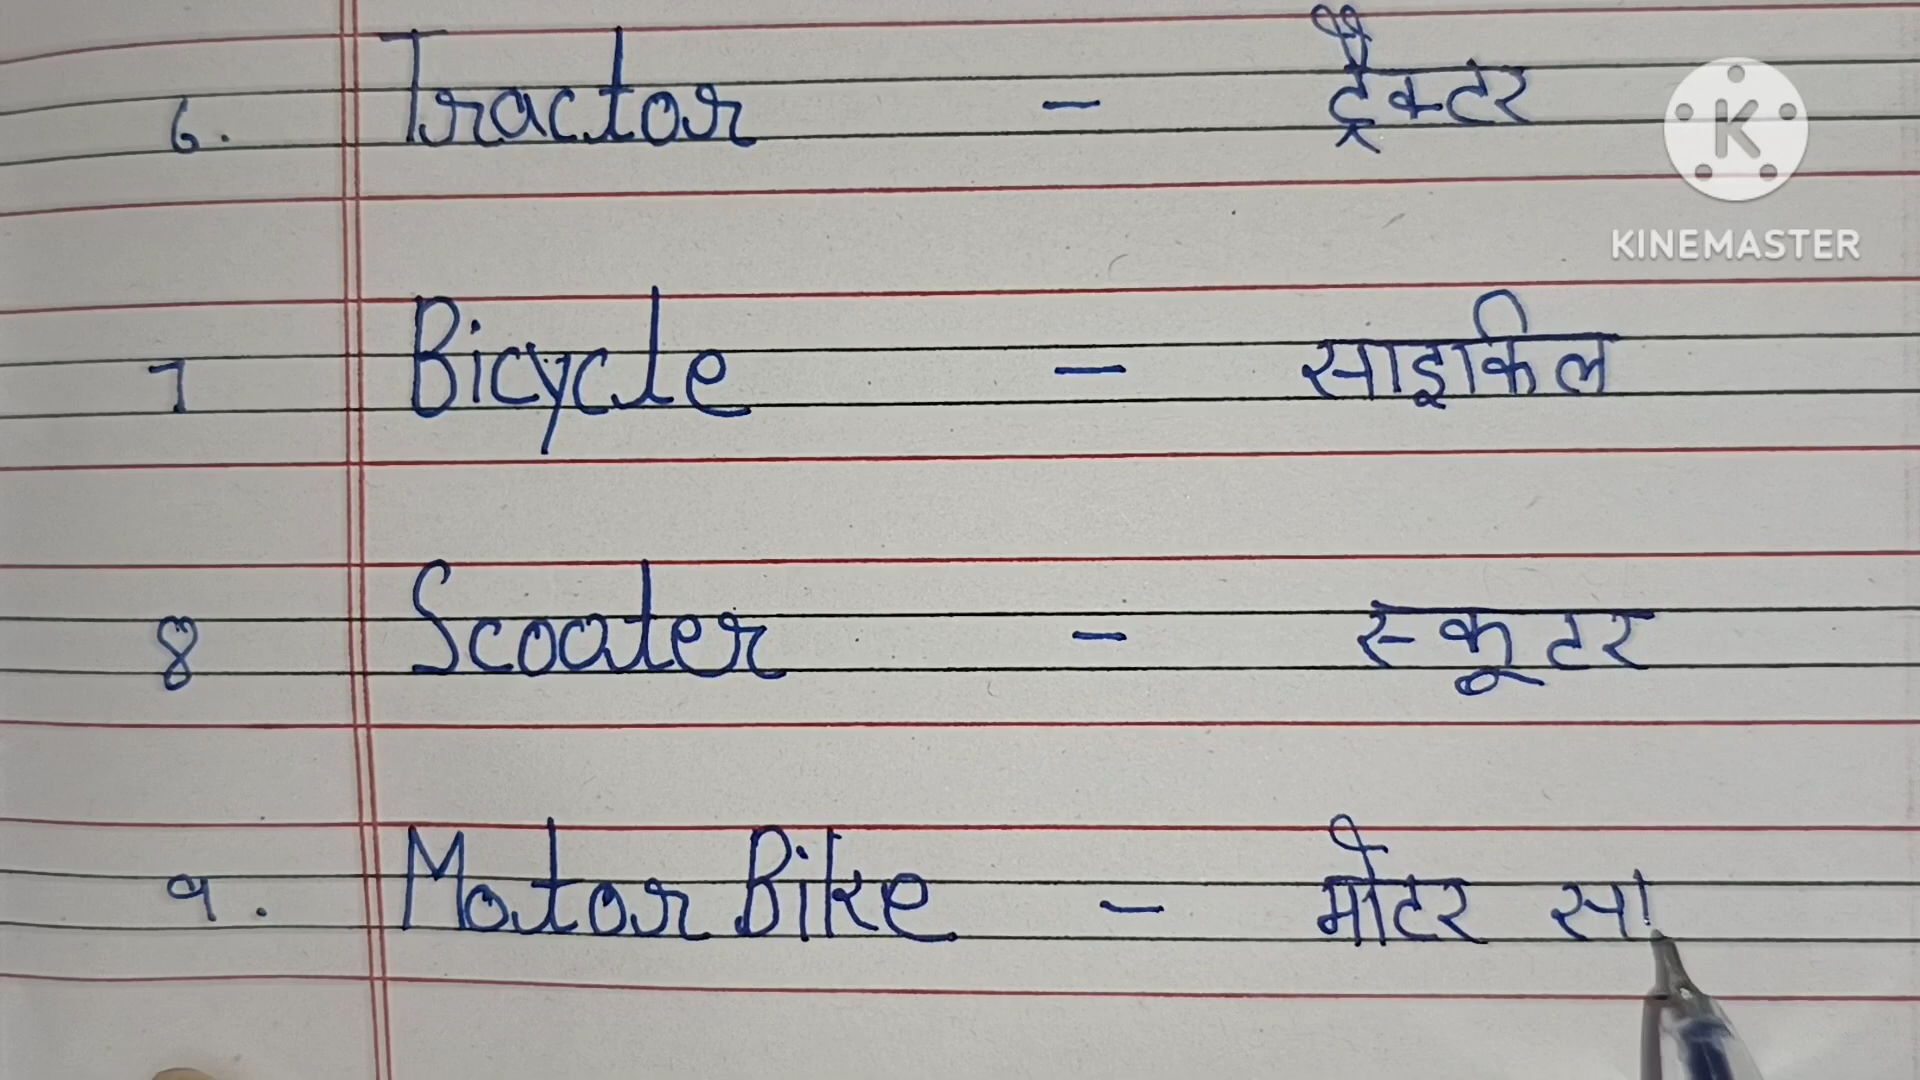 6. Tractor - ट्रैक्टर
KINEMASTER
7 Bicycle - साइकिल
8 Scooter - स्कूटर
9. Motor Bike - मोटर सा